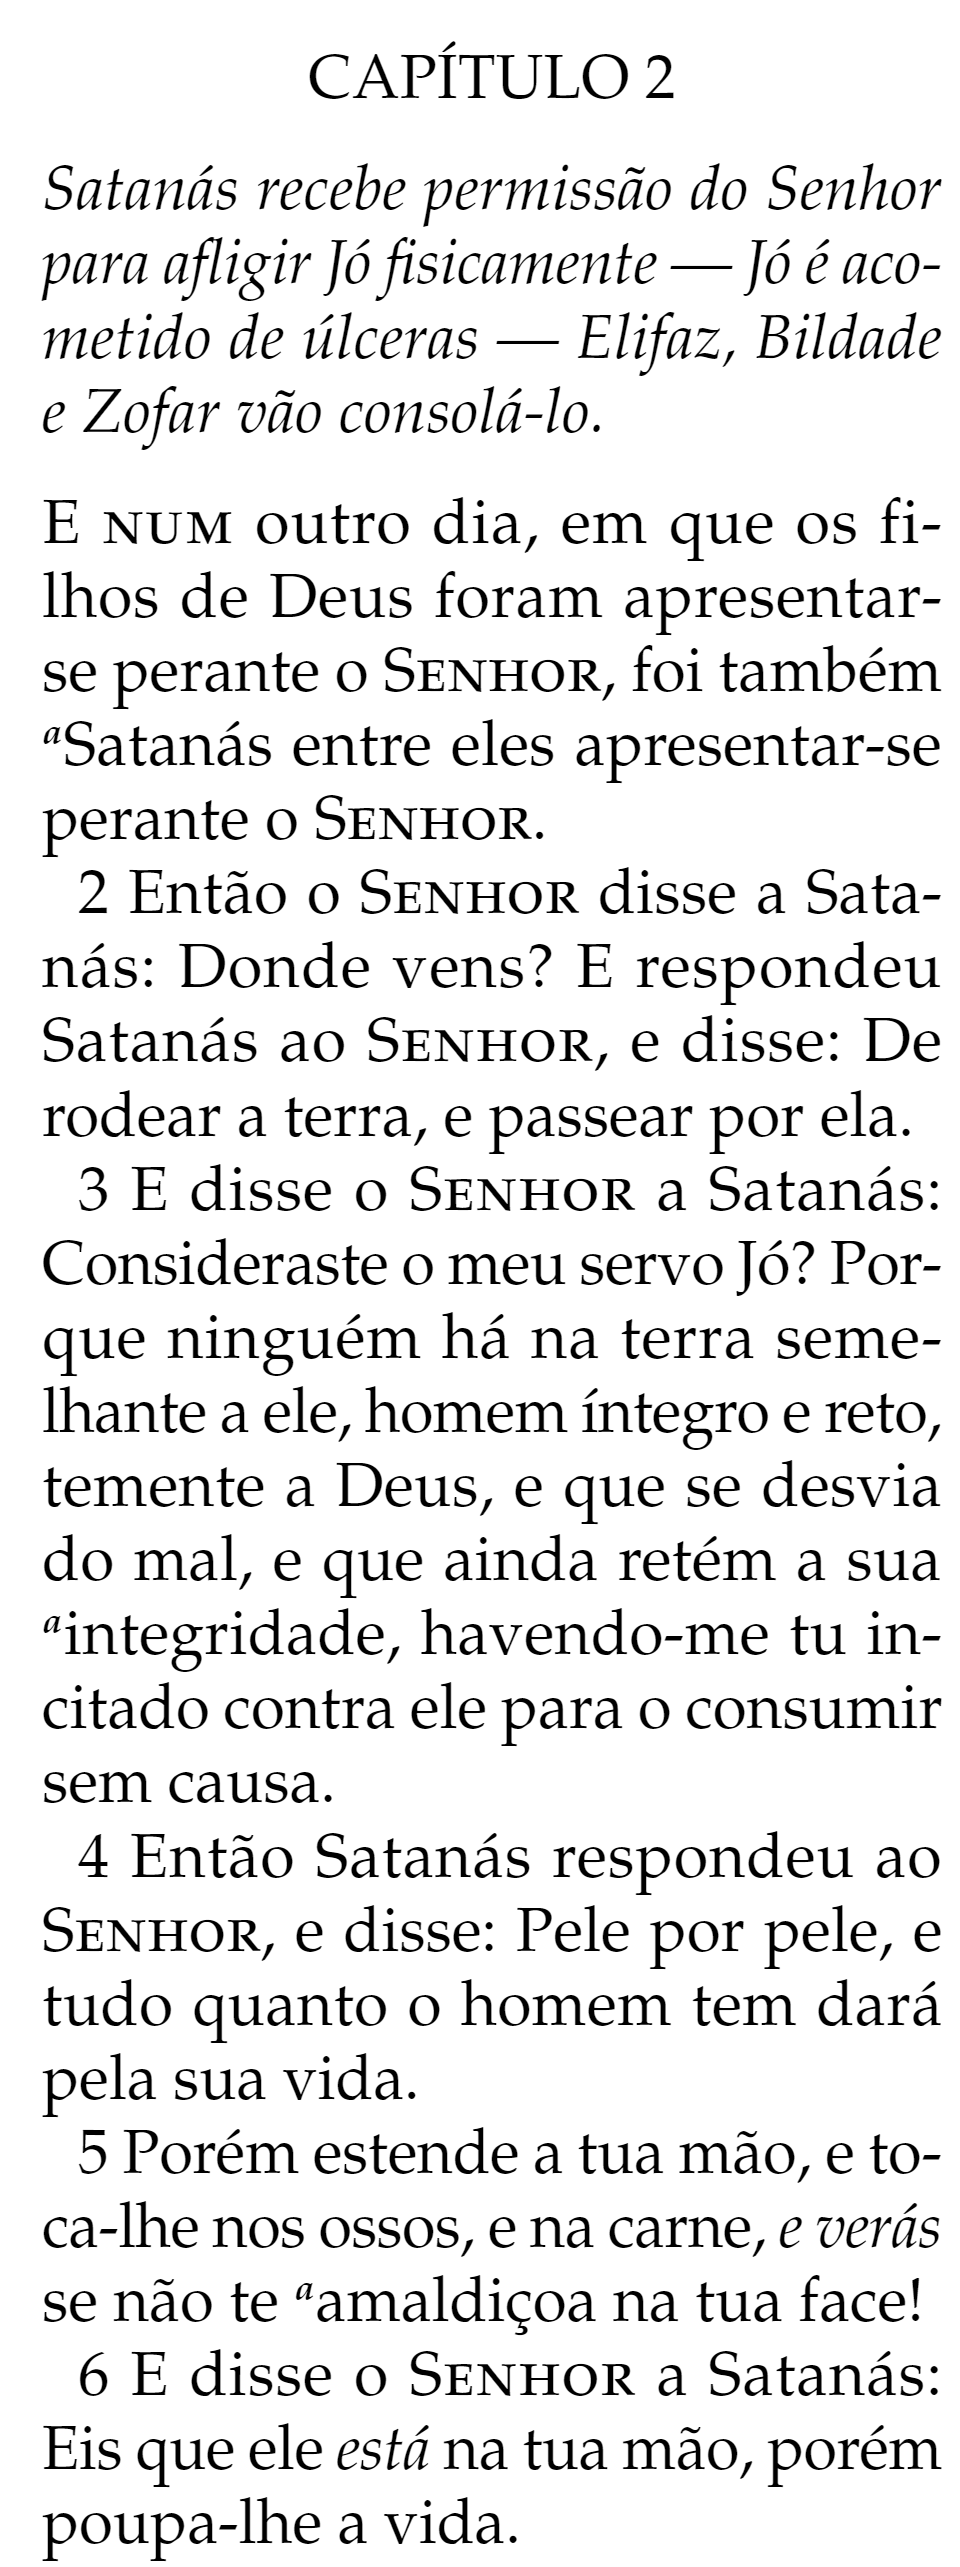 CAPÍTULO 2
Satanás recebe permissão do Senhor
para afligir Jó fisicamente — Jó é aco-
metido de úlceras — Elifaz, Bildade
e Zofar vão consolá-lo.
E NUM outro dia, em que os fi-
lhos de Deus foram apresentar-
se perante o SENHOR, foi também
aSatanás entre eles apresentar-se
perante o SENHOR.
2 Então o SENHOR disse a Sata-
nás: Donde vens? E respondeu
Satanás ao SENHOR, e disse: De
rodear a terra, e passear por ela.
3 E disse o SENHOR a Satanás:
Consideraste o meu servo Jó? Por-
que ninguém há na terra seme-
lhante a ele, homem íntegro e reto,
temente a Deus, e que se desvia
do mal, e que ainda retém a sua
aintegridade, havendo-me tu in-
citado contra ele para o consumir
sem causa.
4 Então Satanás respondeu ao
SENHOR, e disse: Pele por pele, e
tudo quanto o homem tem dará
pela sua vida.
5 Porém estende a tua mão, e to-
ca-lhe nos ossos, e na carne, e verás
se não te aamaldiçoa na tua face!
6 E disse o SENHOR a Satanás:
Eis que ele está na tua mão, porém
poupa-lhe a vida.